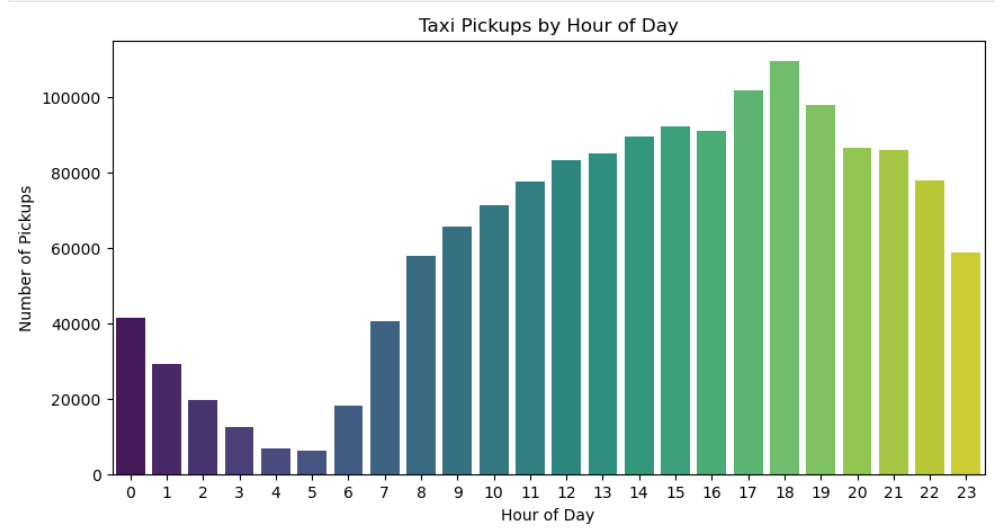 Taxi Pickups by Hour of Day
Number of Pickups
100000
80000
60000
40000
20000
0
0 1 2 3 4 5 6 7 8 9 10 11 12 13 14 15 16 17 18 19 20 21 22 23
Hour of Day